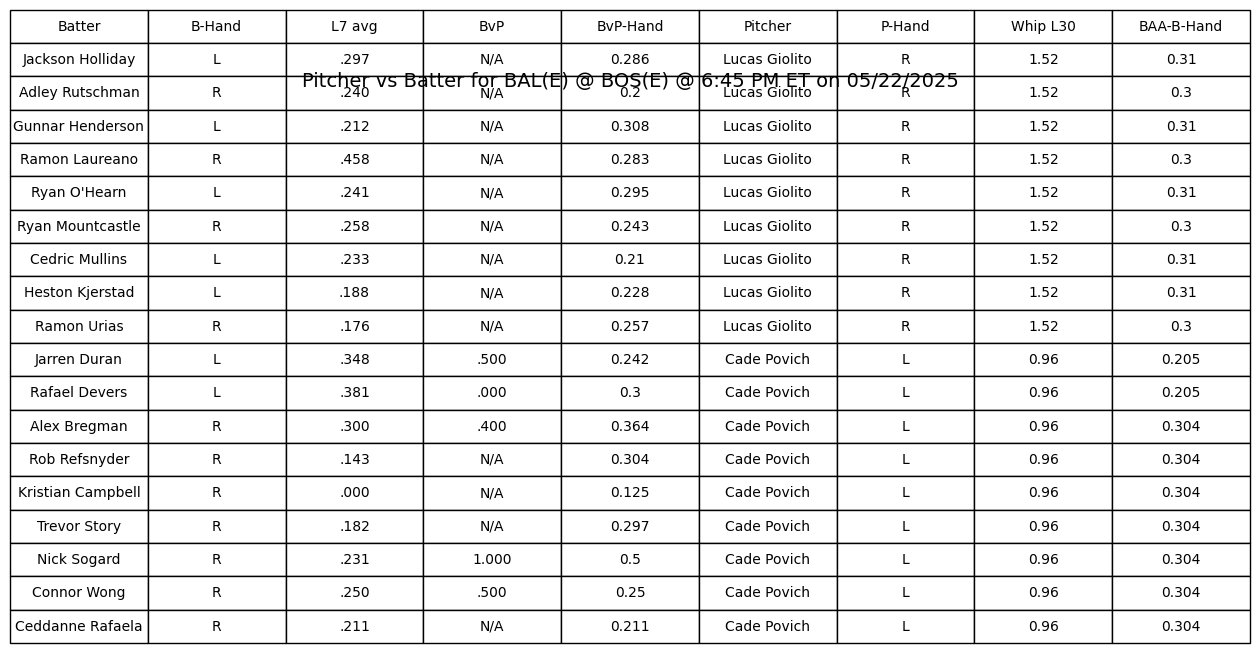 Batter B-Hand L7 avg BvP BvP-Hand Pitcher P-Hand Whip L30 BAA-B-Hand
Jackson Holliday L .297 N/A 0.286 Lucas Giolito R 1.52 0.31
Pitcher vs Batter for BAL(E) @ BOS(E) @ 6:45 PM ET on 05/22/2025
Adley Rutschman R .240 N/A 0.2 Lucas Giolito R 1.52 0.3
Gunnar Henderson L .212 N/A 0.308 Lucas Giolito R 1.52 0.31
Ramon Laureano R .458 N/A 0.283 Lucas Giolito R 1.52 0.3
Ryan O'Hearn L .241 N/A 0.295 Lucas Giolito R 1.52 0.31
Ryan Mountcastle R .258 N/A 0.243 Lucas Giolito R 1.52 0.3
Cedric Mullins L .233 N/A 0.21 Lucas Giolito R 1.52 0.31
Heston Kjerstad L .188 N/A 0.228 Lucas Giolito R 1.52 0.31
Ramon Urias R .176 N/A 0.257 Lucas Giolito R 1.52 0.3
Jarren Duran L .348 .500 0.242 Cade Povich L 0.96 0.205
Rafael Devers L .381 .000 0.3 Cade Povich L 0.96 0.205
Alex Bregman R .300 .400 0.364 Cade Povich L 0.96 0.304
Rob Refsnyder R .143 N/A 0.304 Cade Povich L 0.96 0.304
Kristian Campbell R .000 N/A 0.125 Cade Povich L 0.96 0.304
Trevor Story R .182 N/A 0.297 Cade Povich L 0.96 0.304
Nick Sogard R .231 1.000 0.5 Cade Povich L 0.96 0.304
Connor Wong R .250 .500 0.25 Cade Povich L 0.96 0.304
Ceddanne Rafaela R .211 N/A 0.211 Cade Povich L 0.96 0.304